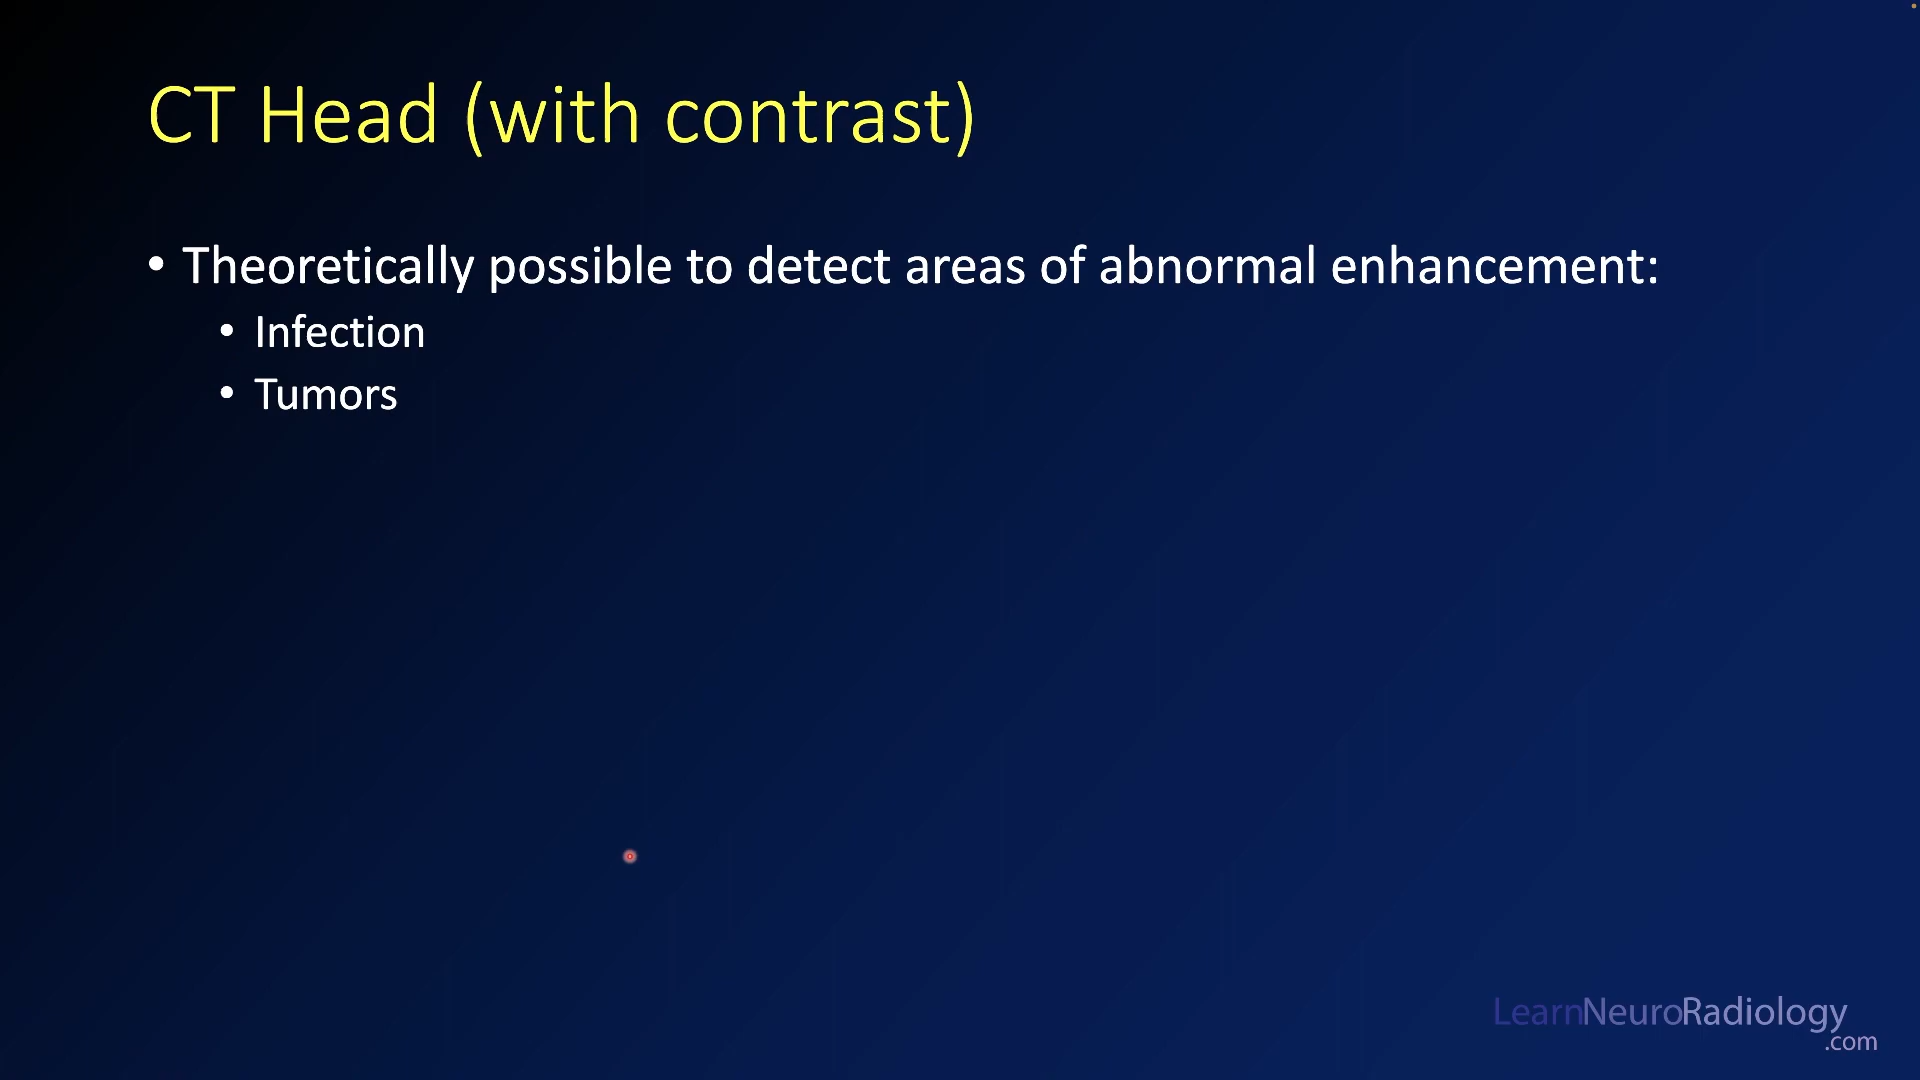 CT Head (with contrast)
• Theoretically possible to detect areas of abnormal enhancement:
• Infection
• Tumors
LearnNeuroRadiology
.com